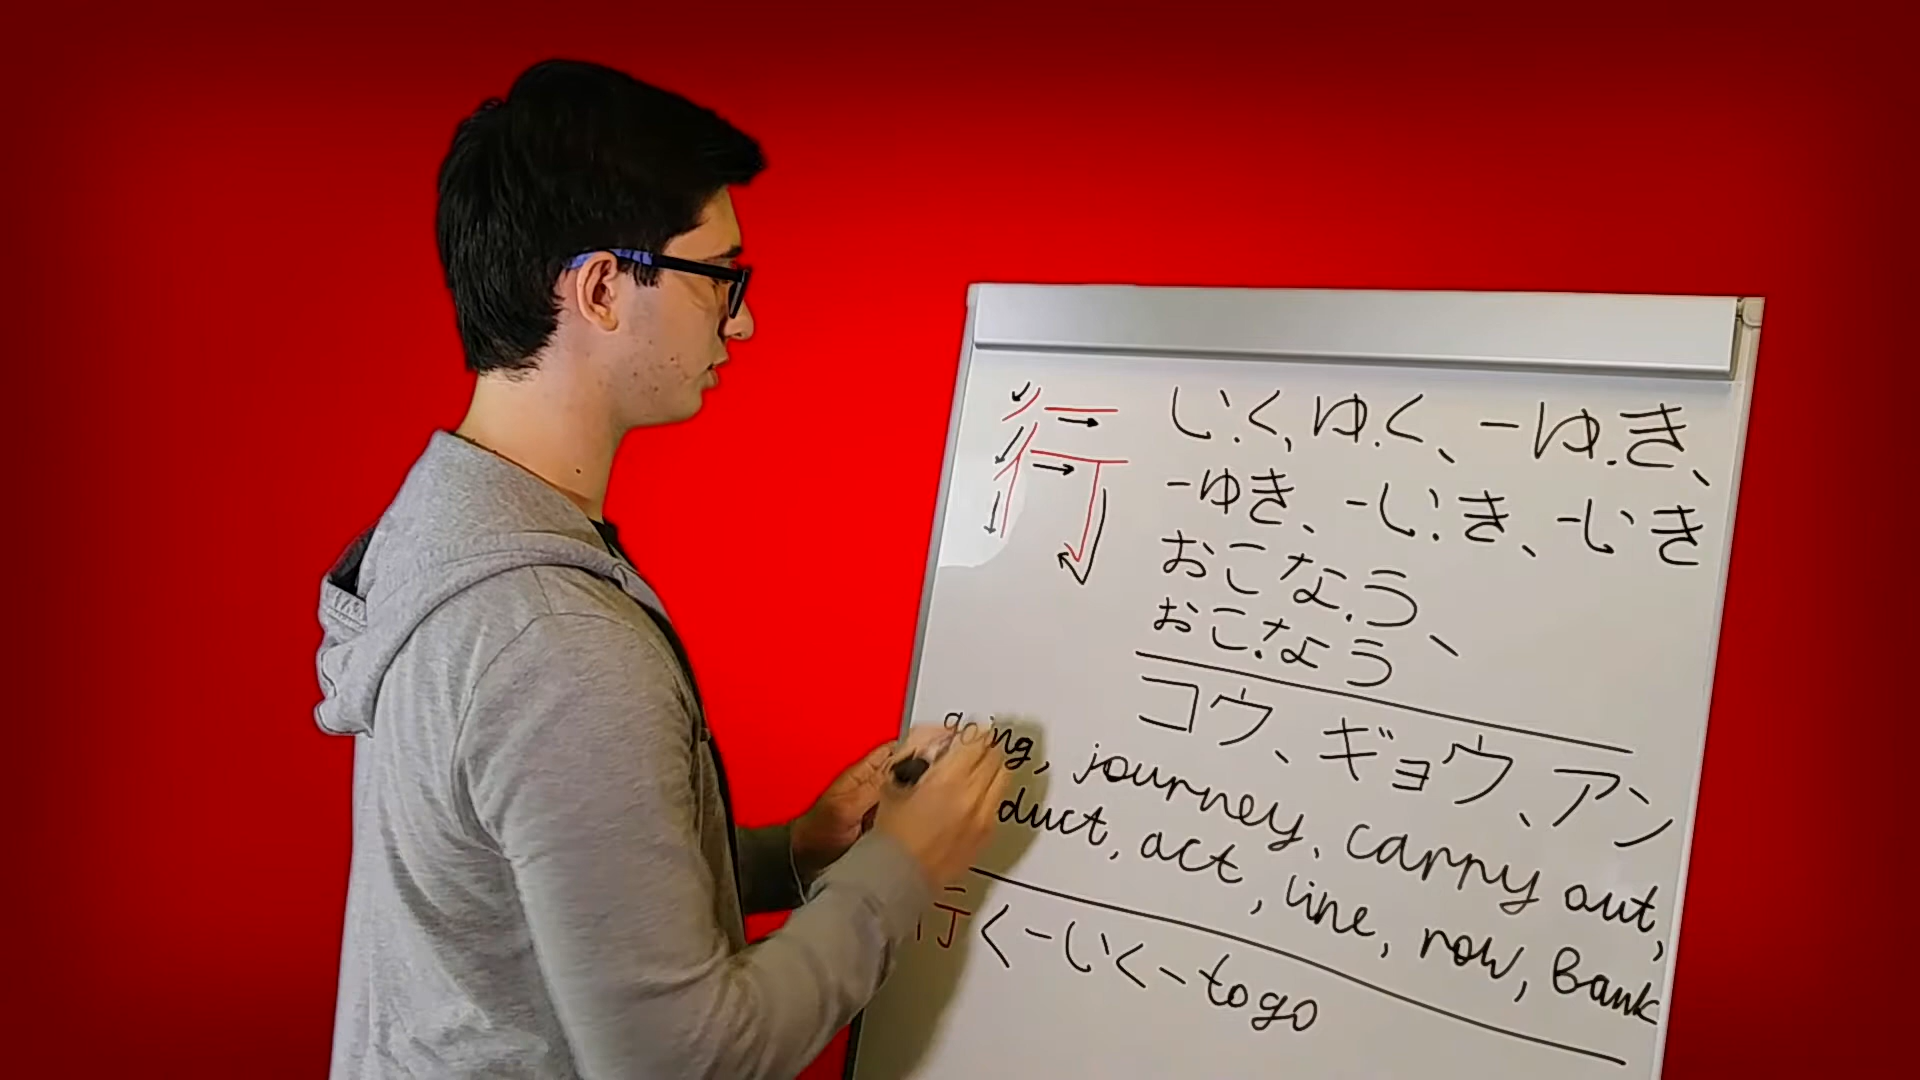 行 い.く、ゆ.く、-ゆ.き、
-ゆき、-い.き、-いき
おこな.う、
おこ.なう
コウ、ギョウ、アン
going, journey, carry out,
duct, act, line, row, Bank
行く-いく-to go